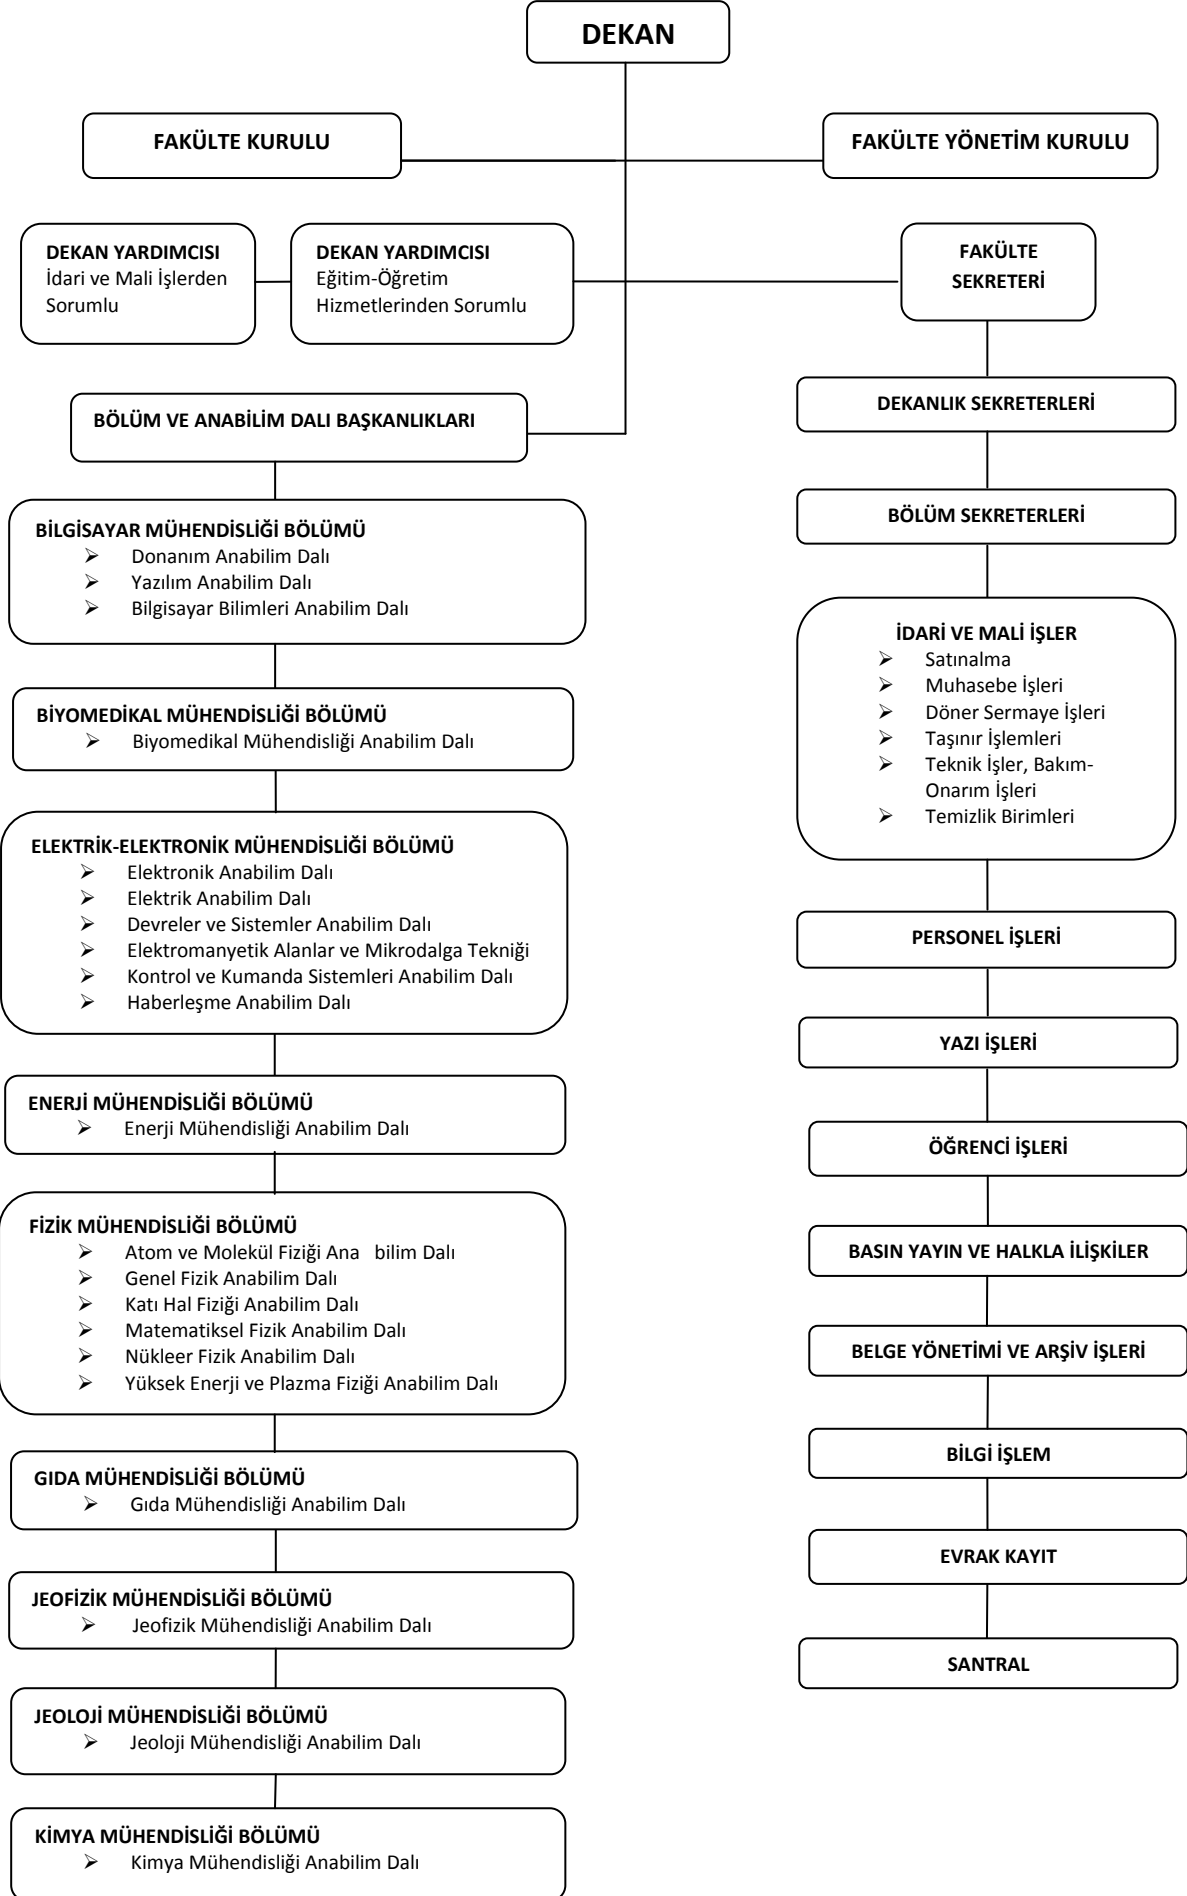 DEKAN
FAKÜLTE KURULU
FAKÜLTE YÖNETİM KURULU
DEKAN YARDIMCISI
İdari ve Mali İşlerden
Sorumlu
DEKAN YARDIMCISI
Eğitim-Öğretim
Hizmetlerinden Sorumlu
FAKÜLTE
SEKRETERİ
BÖLÜM VE ANABİLİM DALI BAŞKANLIKLARI
BİLGİSAYAR MÜHENDİSLİĞİ BÖLÜMÜ
➢ Donanım Anabilim Dalı
➢ Yazılım Anabilim Dalı
➢ Bilgisayar Bilimleri Anabilim Dalı
BİYOMEDİKAL MÜHENDİSLİĞİ BÖLÜMÜ
➢ Biyomedikal Mühendisliği Anabilim Dalı
ELEKTRİK-ELEKTRONİK MÜHENDİSLİĞİ BÖLÜMÜ
➢ Elektronik Anabilim Dalı
➢ Elektrik Anabilim Dalı
➢ Devreler ve Sistemler Anabilim Dalı
➢ Elektromanyetik Alanlar ve Mikrodalga Tekniği
➢ Kontrol ve Kumanda Sistemleri Anabilim Dalı
➢ Haberleşme Anabilim Dalı
ENERJİ MÜHENDİSLİĞİ BÖLÜMÜ
➢ Enerji Mühendisliği Anabilim Dalı
FİZİK MÜHENDİSLİĞİ BÖLÜMÜ
➢ Atom ve Molekül Fiziği Ana bilim Dalı
➢ Genel Fizik Anabilim Dalı
➢ Katı Hal Fiziği Anabilim Dalı
➢ Matematiksel Fizik Anabilim Dalı
➢ Nükleer Fizik Anabilim Dalı
➢ Yüksek Enerji ve Plazma Fiziği Anabilim Dalı
GIDA MÜHENDİSLİĞİ BÖLÜMÜ
➢ Gıda Mühendisliği Anabilim Dalı
JEOFİZİK MÜHENDİSLİĞİ BÖLÜMÜ
➢ Jeofizik Mühendisliği Anabilim Dalı
JEOLOJİ MÜHENDİSLİĞİ BÖLÜMÜ
➢ Jeoloji Mühendisliği Anabilim Dalı
KİMYA MÜHENDİSLİĞİ BÖLÜMÜ
➢ Kimya Mühendisliği Anabilim Dalı
DEKANLIK SEKRETERLERİ
BÖLÜM SEKRETERLERİ
İDARİ VE MALİ İŞLER
➢ Satınalma
➢ Muhasebe İşleri
➢ Döner Sermaye İşleri
➢ Taşınır İşlemleri
➢ Teknik İşler, Bakım-
Onarım İşleri
➢ Temizlik Birimleri
PERSONEL İŞLERİ
YAZI İŞLERİ
ÖĞRENCİ İŞLERİ
BASIN YAYIN VE HALKLA İLİŞKİLER
BELGE YÖNETİMİ VE ARŞİV İŞLERİ
BİLGİ İŞLEM
EVRAK KAYIT
SANTRAL